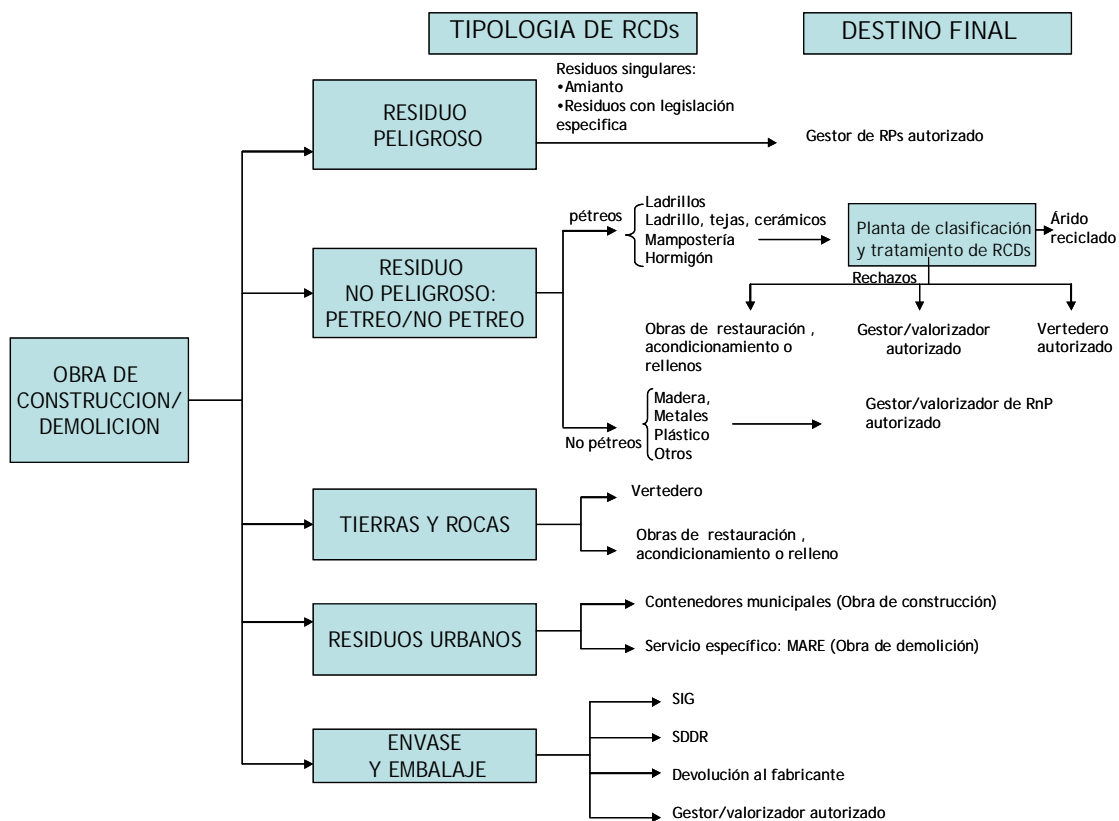 TIPOLOGIA DE RCDs
DESTINO FINAL
Residuos singulares:
•Amianto
•Residuos con legislación
especifica
RESIDUO
PELIGROSO
Gestor de RPs autorizado
pétreos
Ladrillos
Ladrillo, tejas, cerámicos
Mampostería
Hormigón
Planta de clasificación
y tratamiento de RCDs
Árido
reciclado
Rechazos
RESIDUO
NO PELIGROSO:
PETREO/NO PETREO
Obras de restauración ,
acondicionamiento o
rellenos
Gestor/valorizador
autorizado
Vertedero
autorizado
OBRA DE
CONSTRUCCION/
DEMOLICION
No pétreos
Madera,
Metales
Plástico
Otros
Gestor/valorizador de RnP
autorizado
TIERRAS Y ROCAS
Vertedero
Obras de restauración ,
acondicionamiento o relleno
RESIDUOS URBANOS
Contenedores municipales (Obra de construcción)
Servicio específico: MARE (Obra de demolición)
ENVASE
Y EMBALAJE
SIG
SDDR
Devolución al fabricante
Gestor/valorizador autorizado